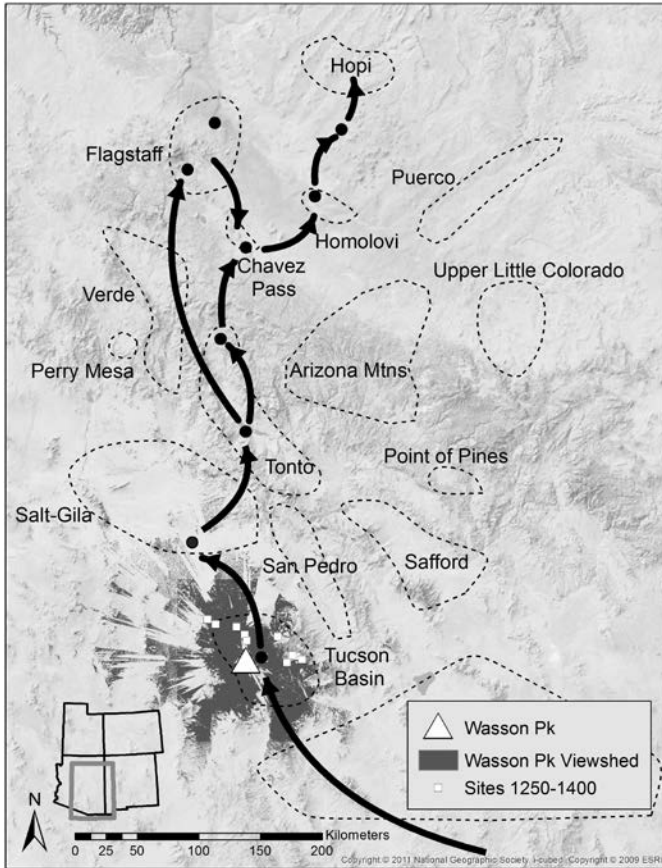 Hopi
Flagstaff
Puerco
Homolovi
Chavez
Pass
Upper Little Colorado
Verde
Perry Mesa
Arizona Mtns
Tonto
Point of Pines
Salt-Gila
San Pedro
Safford
Tucson
Basin
Wasson Pk
Wasson Pk Viewshed
Sites 1250-1400
N
Kilometers
0 25 50 100 150 200
Copyright © 2011 National Geographic Society, i-cubed, Copyright © 2009 ESRI